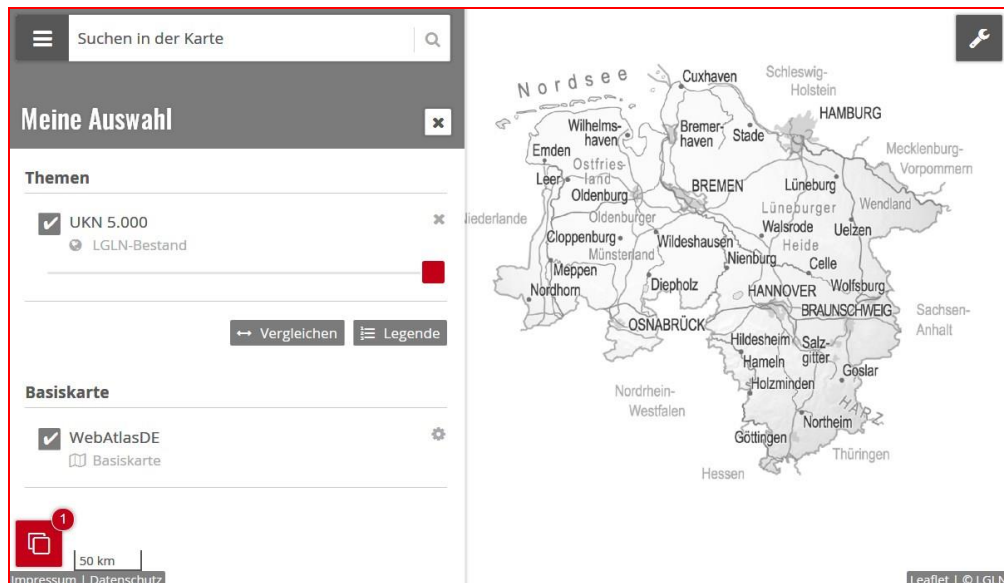 Suchen in der Karte
Meine Auswahl
Themen
UKN 5.000
LGLN-Bestand
Vergleichen
Legende
Basiskarte
WebAtlasDE
Basiskarte
1
50 km
Impressum | Datenschutz
Nordsee
Cuxhaven
Schleswig-
Holstein
HAMBURG
Wilhelms-
haven
Bremer-
haven
Stade
Mecklenburg-
Vorpommern
Emden
Ostfries-
land
Leer
Oldenburg
BREMEN
Lüneburg
Wendland
Niederlande
Oldenburger
Münsterland
Lüneburger
Heide
Walsrode
Uelzen
Cloppenburg
Wildeshausen
Nienburg
Celle
Meppen
Nordhorn
Diepholz
HANNOVER
Wolfsburg
BRAUNSCHWEIG
Sachsen-
Anhalt
OSNABRÜCK
Hildesheim
Salz-
gitter
Hameln
Goslar
Holzminden
Nordrhein-
Westfalen
HARZ
Northeim
Göttingen
Thüringen
Hessen
Leaflet | © LGLN